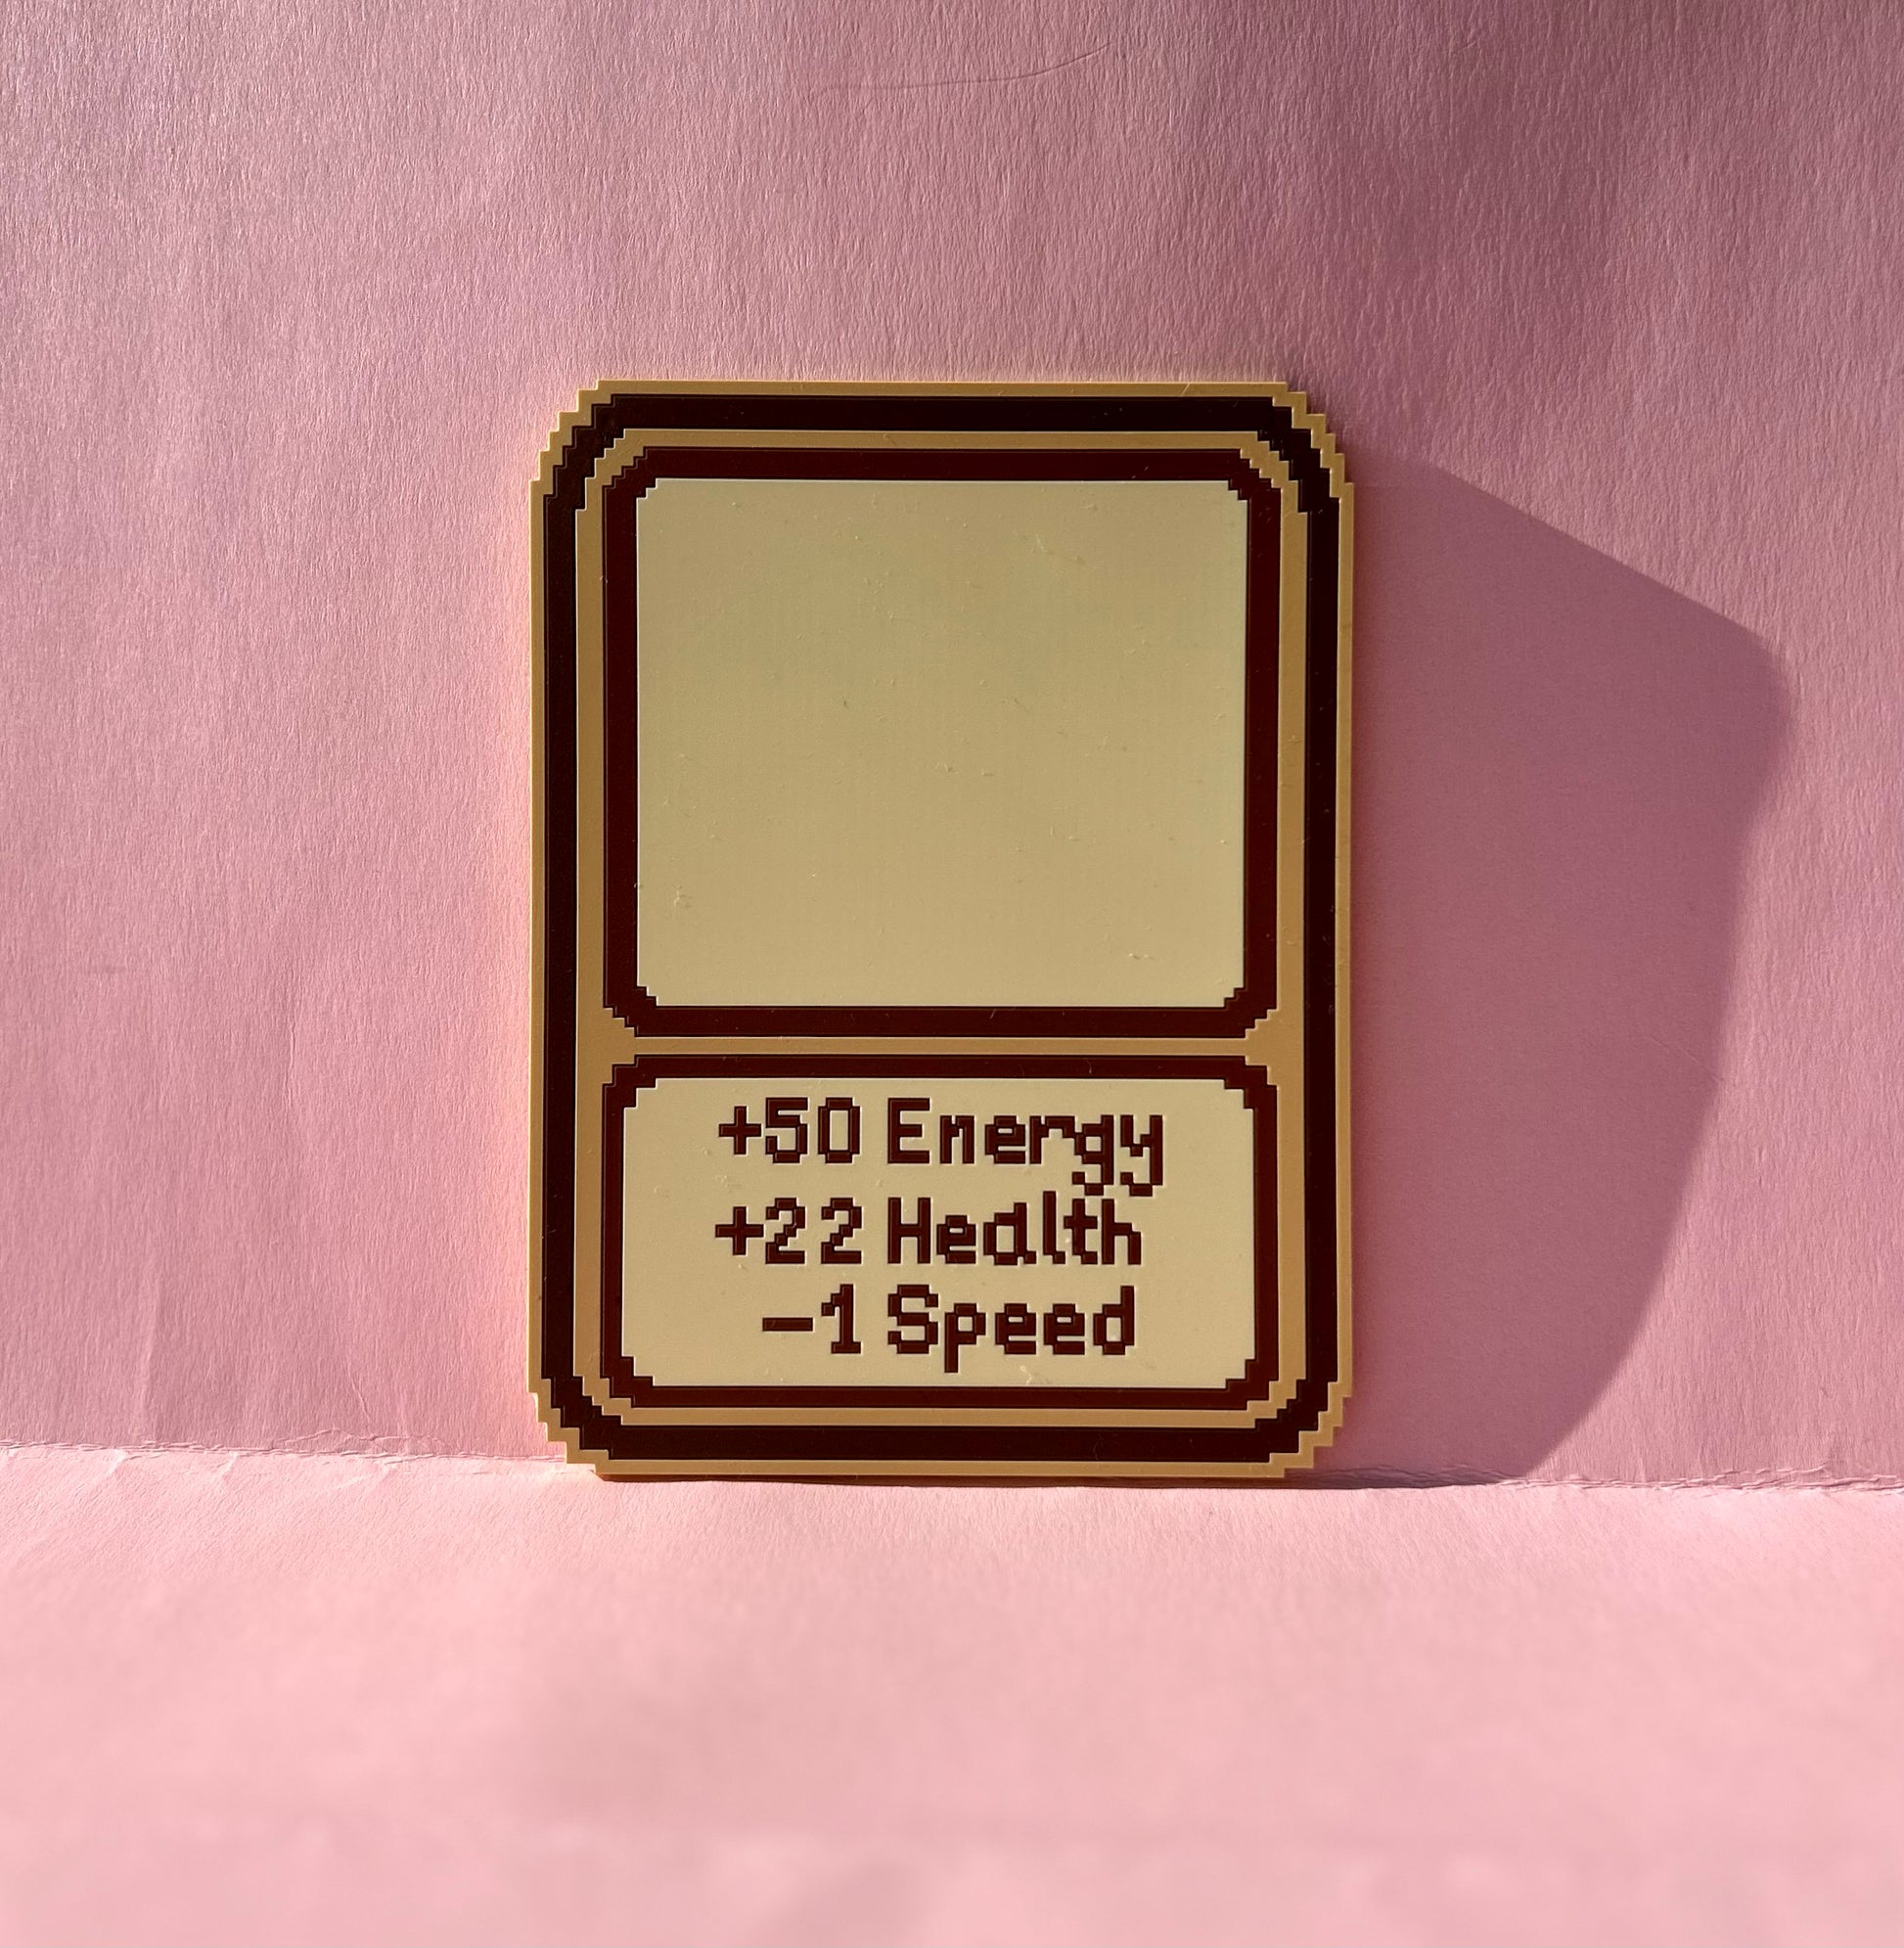 +50 Energy
+22 Health
−1 Speed